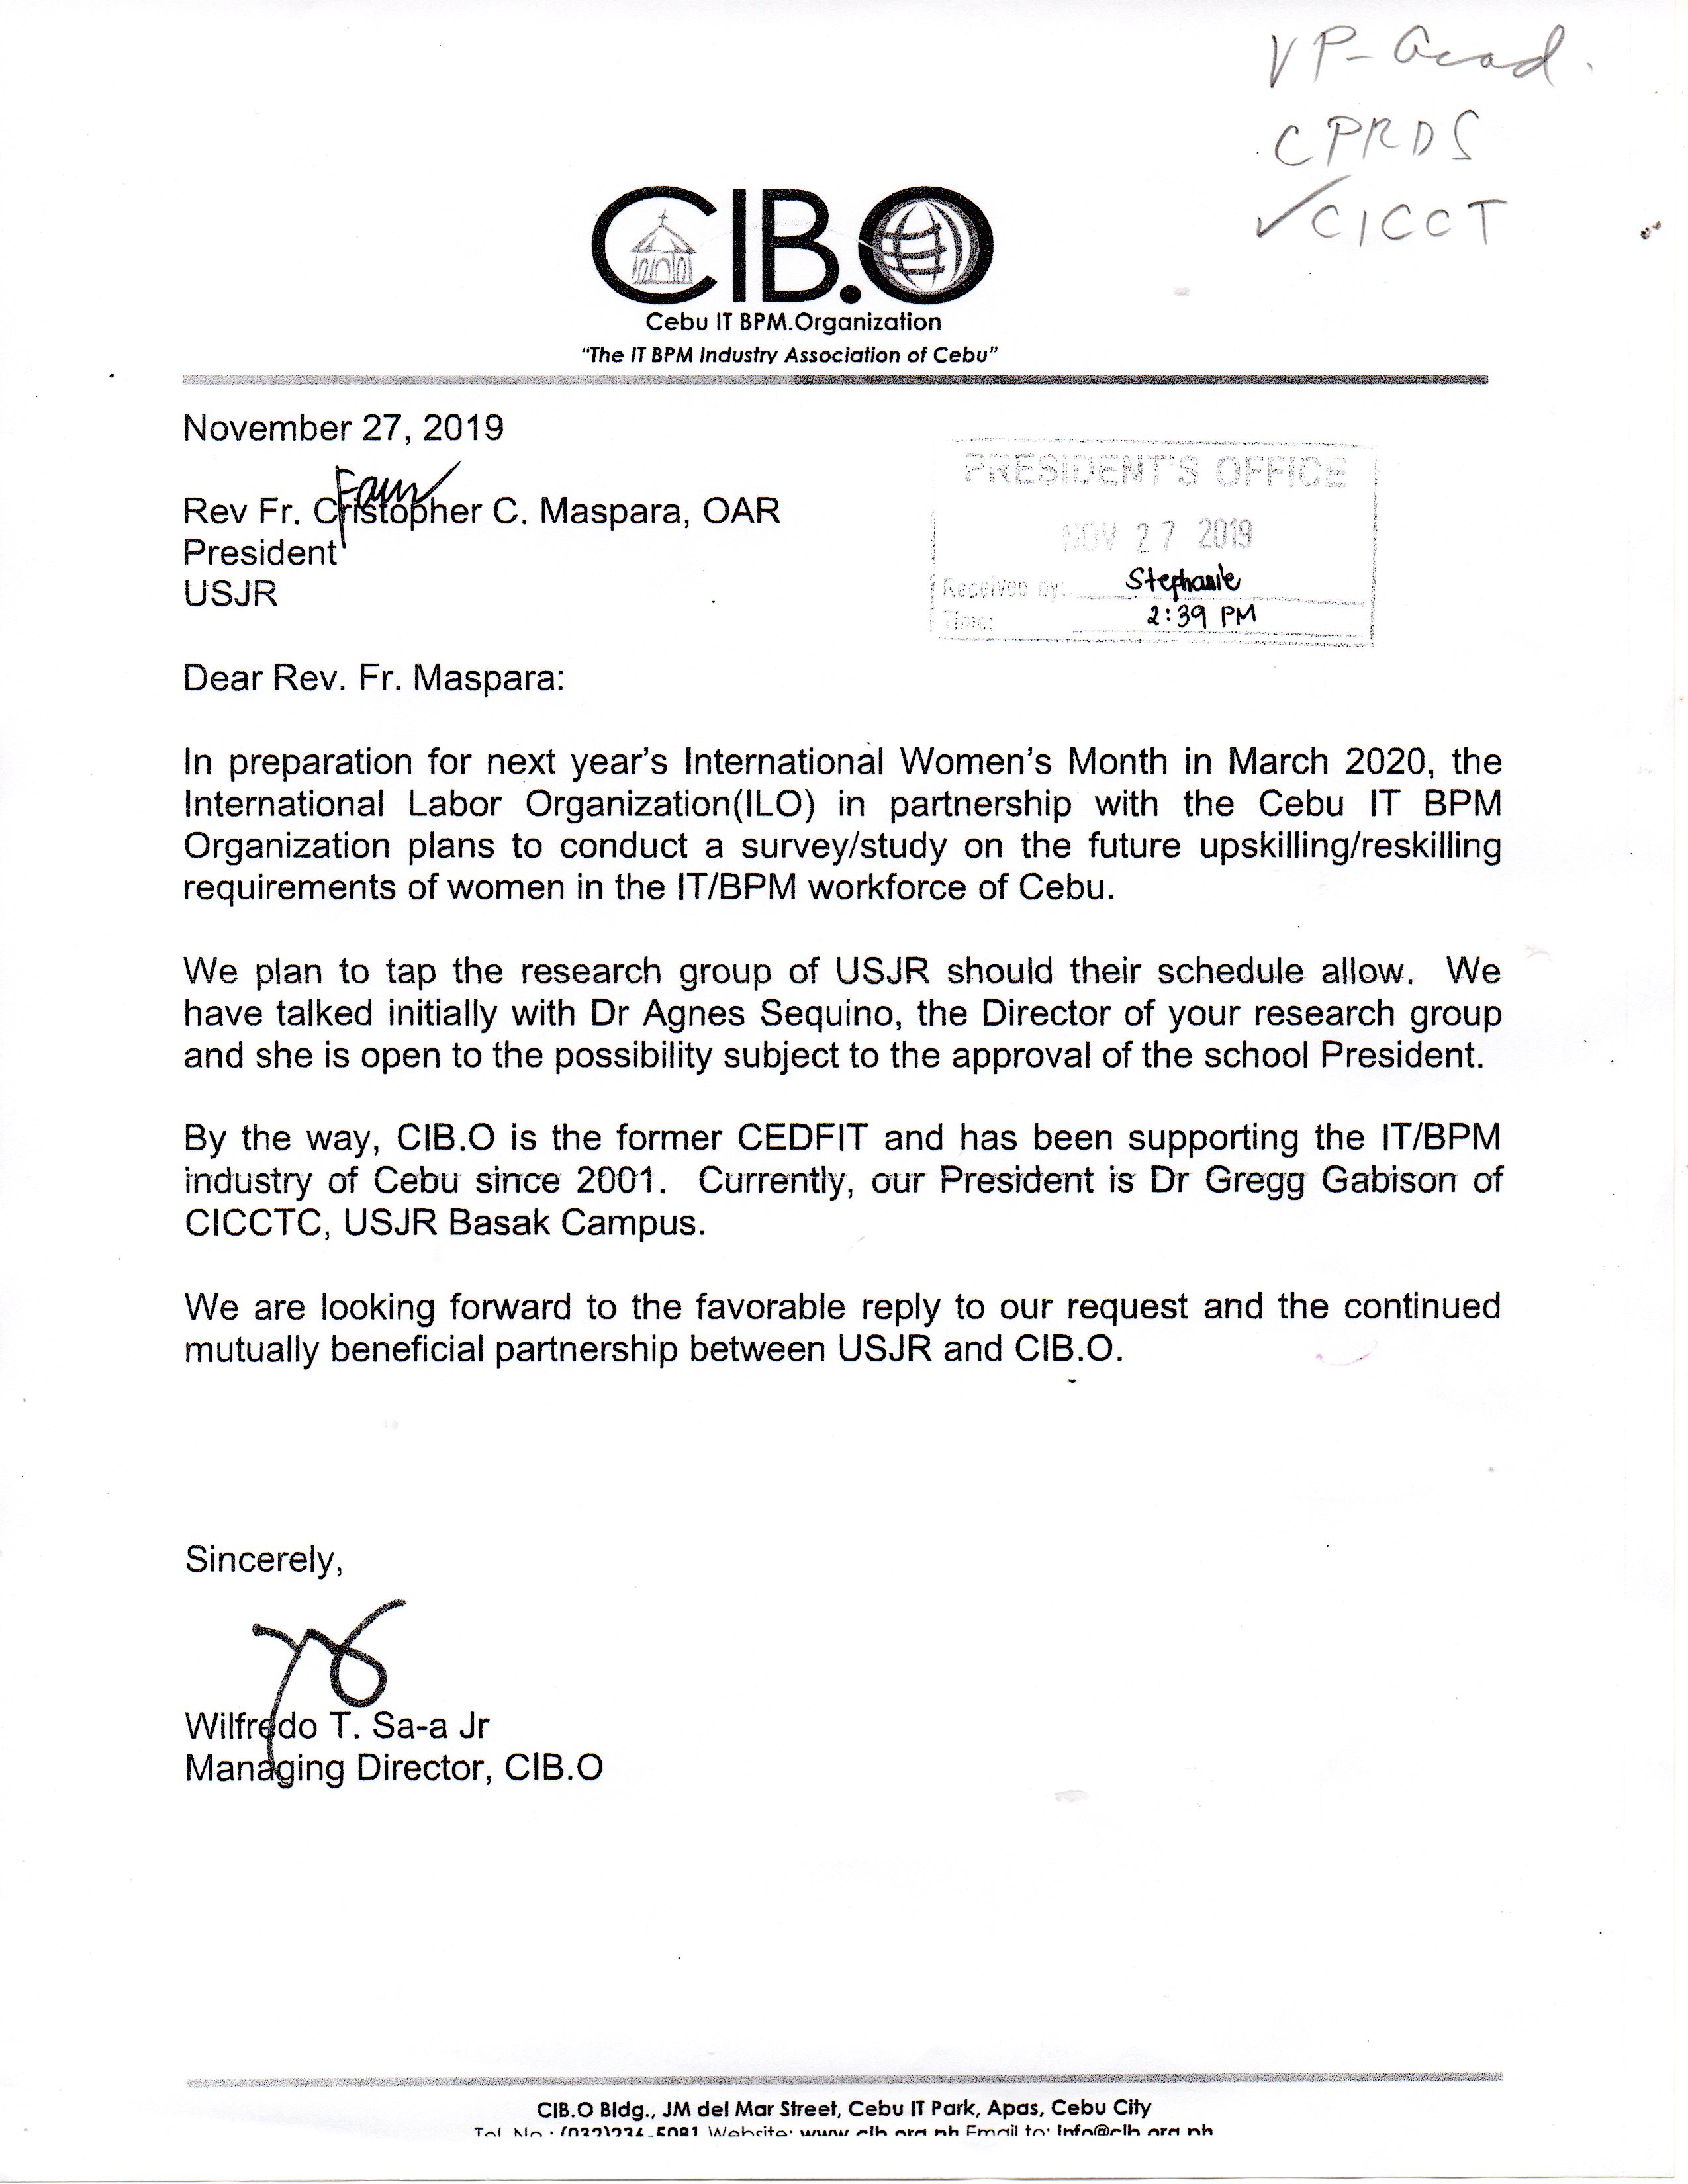 VP- Acad.
CPRDS
✓CICCT
CIB.O
Cebu IT BPM.Organization
"The IT BPM Industry Association of Cebu"
November 27, 2019
Rev Fr. Cristopher C. Maspara, OAR
President
USJR
PRESIDENT'S OFFICE
NOV 27 2019
Received by: Stephanie
Time: 2:39 PM
Dear Rev. Fr. Maspara:
In preparation for next year's International Women's Month in March 2020, the
International Labor Organization(ILO) in partnership with the Cebu IT BPM
Organization plans to conduct a survey/study on the future upskilling/reskilling
requirements of women in the IT/BPM workforce of Cebu.
We plan to tap the research group of USJR should their schedule allow. We
have talked initially with Dr Agnes Sequino, the Director of your research group
and she is open to the possibility subject to the approval of the school President.
By the way, CIB.O is the former CEDFIT and has been supporting the IT/BPM
industry of Cebu since 2001. Currently, our President is Dr Gregg Gabison of
CICCTC, USJR Basak Campus.
We are looking forward to the favorable reply to our request and the continued
mutually beneficial partnership between USJR and CIB.O.
Sincerely,
Wilfredo T. Sa-a Jr
Managing Director, CIB.O
CIB.O Bldg., JM del Mar Street, Cebu IT Park, Apas, Cebu City
Tel. No.: (032)234-5081 Website: www.cib.org.ph Email to: info@cib.org.ph